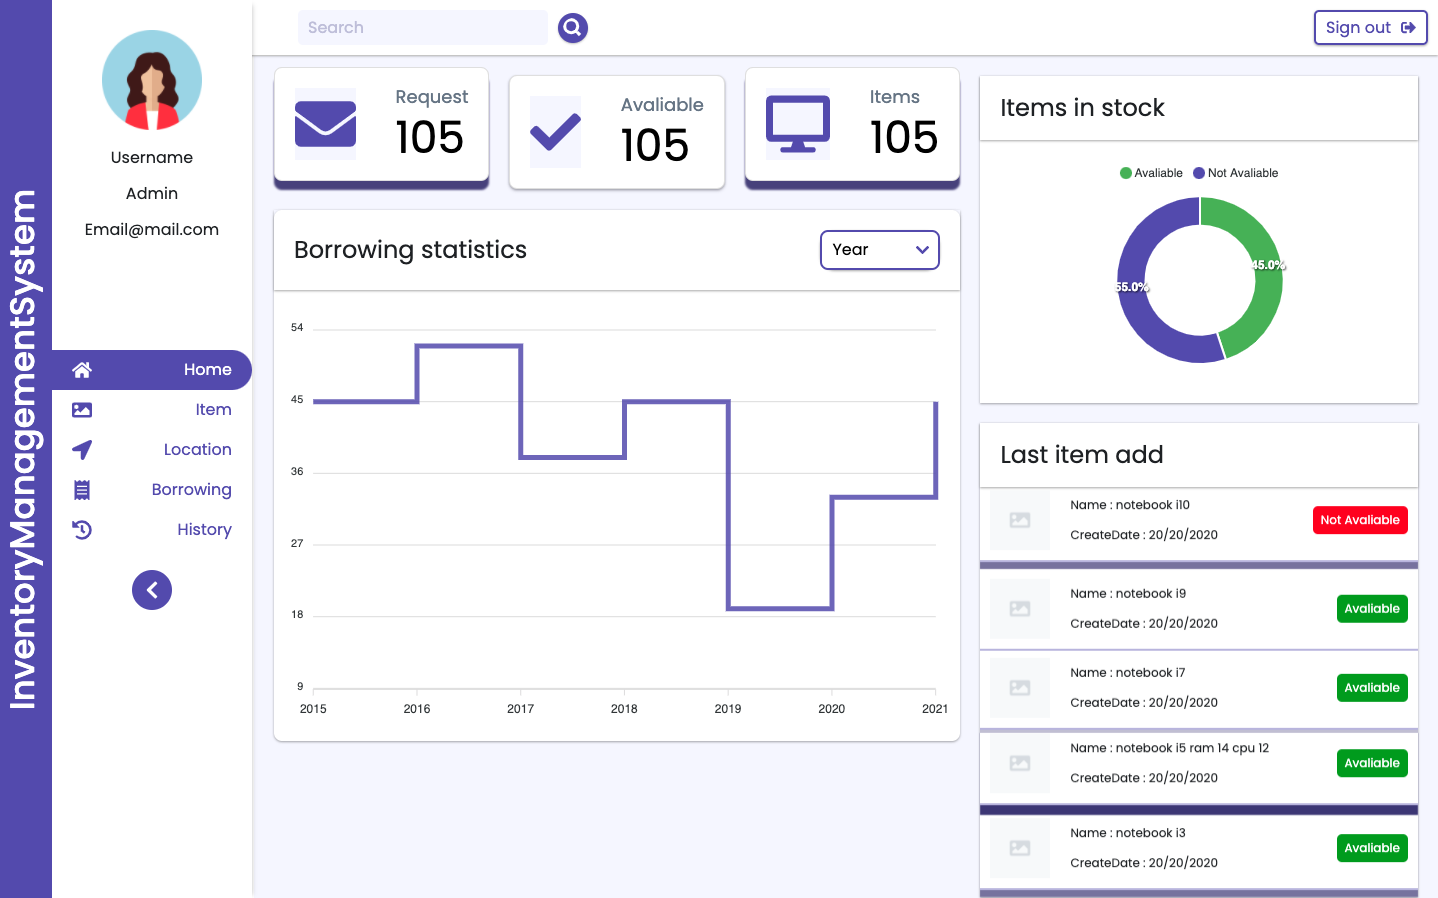 InventoryManagementSystem
Username
Admin
Email@mail.com
Home
Item
Location
Borrowing
History
Search
Sign out
Request
105
Avaliable
105
Items
105
Borrowing statistics
Year
54
45
36
27
18
9
2015 2016 2017 2018 2019 2020 2021
Items in stock
Avaliable Not Avaliable
45.0%
55.0%
Last item add
Name : notebook i10
CreateDate : 20/20/2020
Not Avaliable
Name : notebook i9
CreateDate : 20/20/2020
Avaliable
Name : notebook i7
CreateDate : 20/20/2020
Avaliable
Name : notebook i5 ram 14 cpu 12
CreateDate : 20/20/2020
Avaliable
Name : notebook i3
CreateDate : 20/20/2020
Avaliable